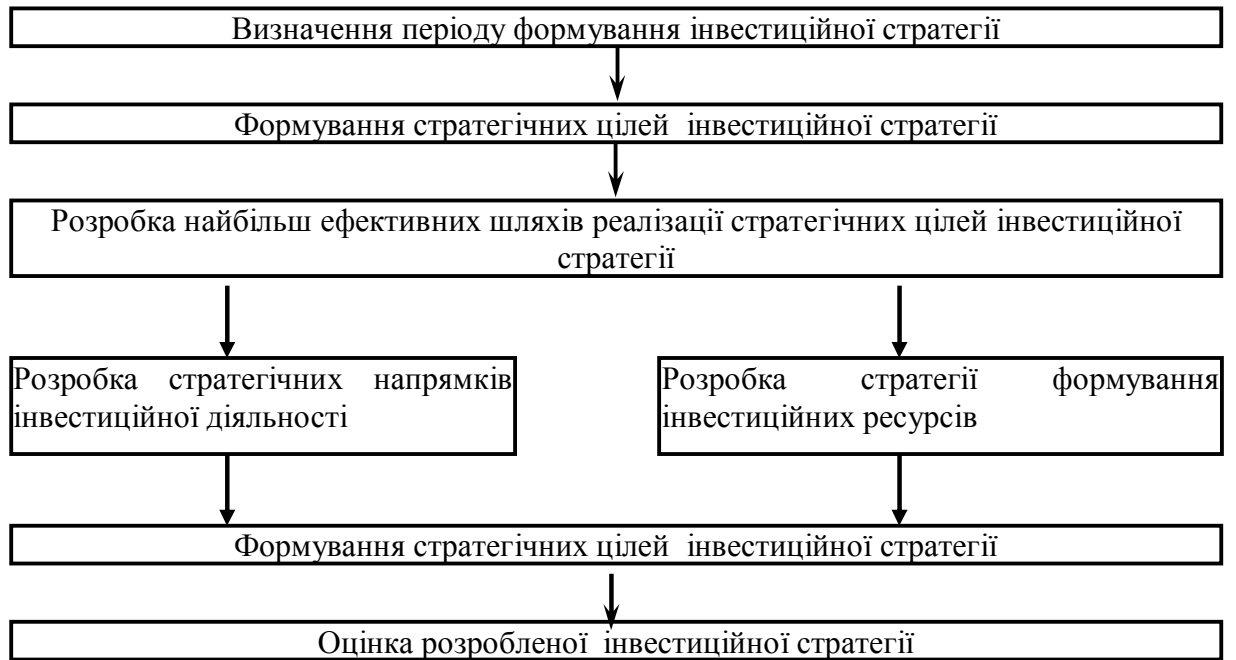 Визначення періоду формування інвестиційної стратегії
Формування стратегічних цілей інвестиційної стратегії
Розробка найбільш ефективних шляхів реалізації стратегічних цілей інвестиційної
стратегії
Розробка стратегічних напрямків
інвестиційної діяльності
Розробка стратегії формування
інвестиційних ресурсів
Формування стратегічних цілей інвестиційної стратегії
Оцінка розробленої інвестиційної стратегії